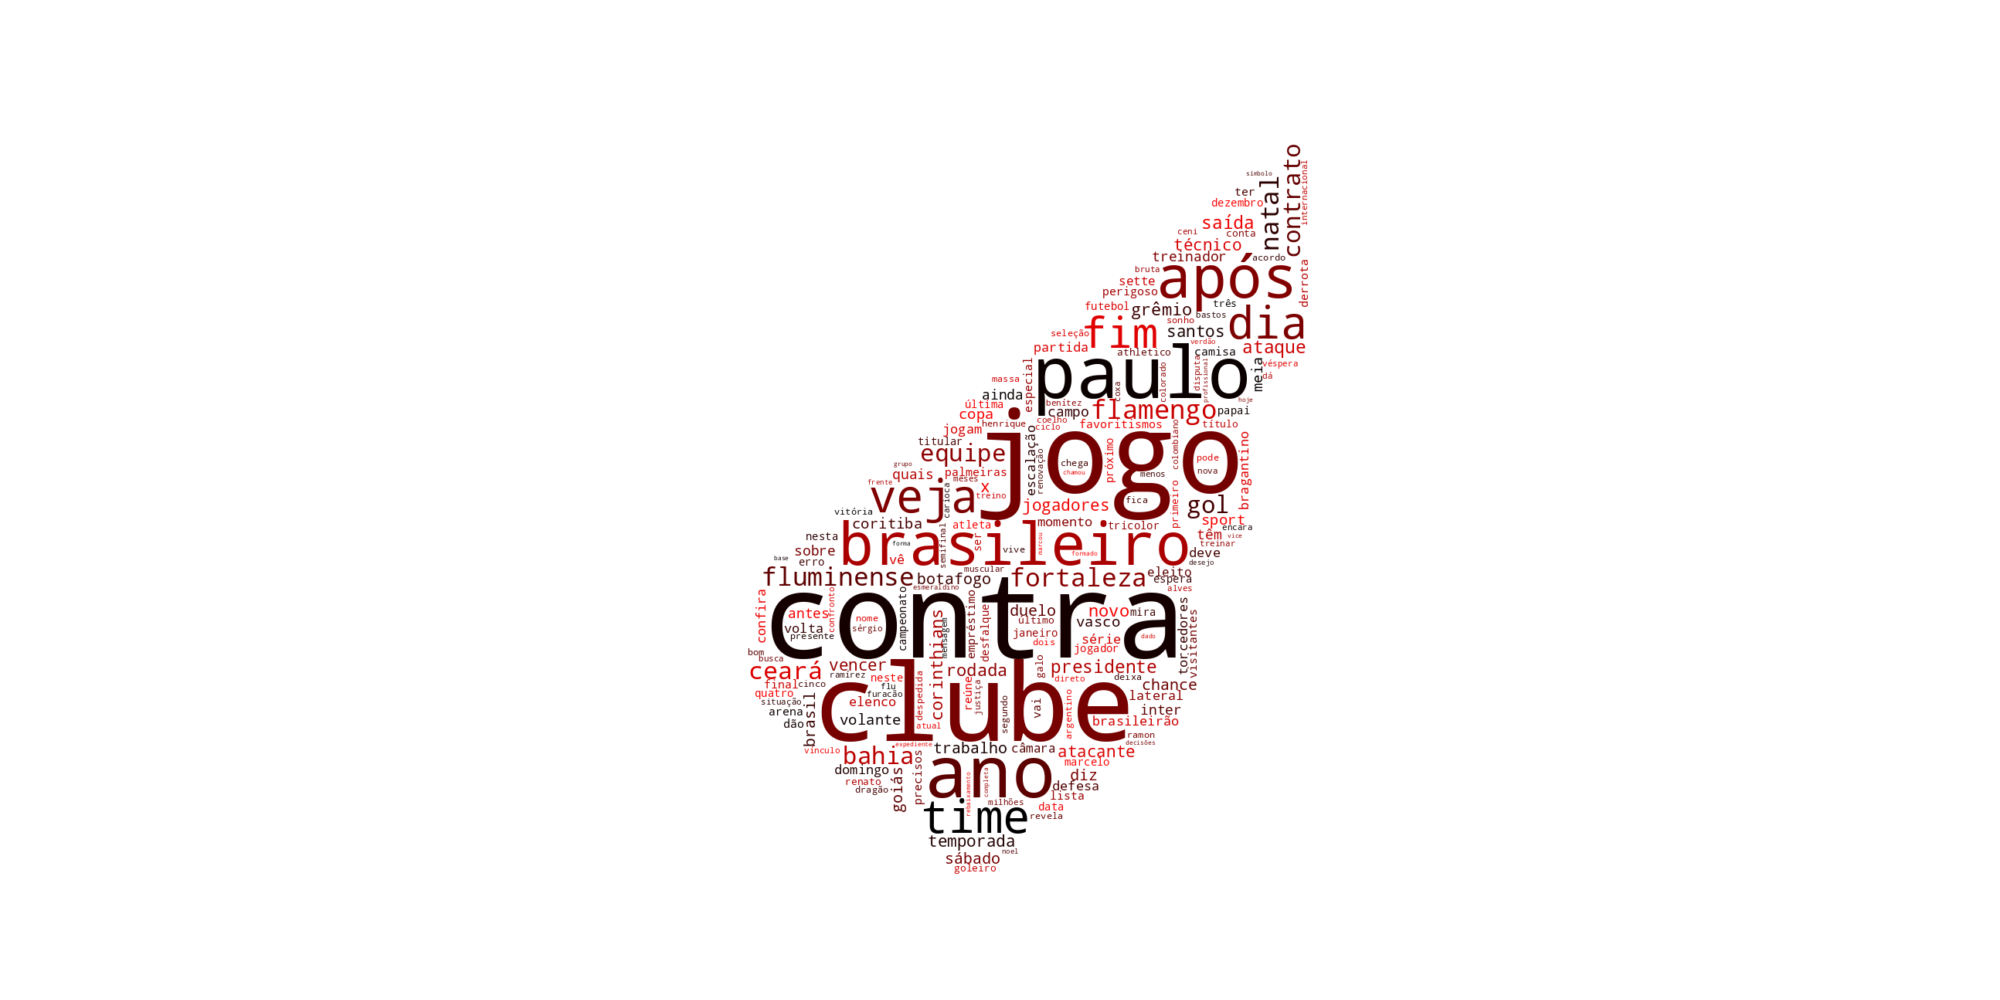 símbolo
contrato
internacional
ter
natal
dezembro
saída
ceni
conta
técnico
treinador
acordo
após
bruta
sette
perigoso
derrota
futebol
grêmio
três
dia
bastos
sonho
fim
santos
seleção
partida
verdão
ataque
athletico
camisa
paulo
meia
véspera
dá
massa
especial
coxa
colorado
disputa
profissional
ainda
última
benítez
hoje
copa
campo
flamengo
papai
henrique
coelho
ciclo
favoritismos
título
jogam
titular
jogo
equipe
escalação
renovação
chega
chamou
próximo
menos
colombiano
pode
nova
bragantino
grupo
quais
palmeiras
meses
frente
veja
carioca
x
treino
jogadores
fica
primeiro
gol
vitória
coritiba
atleta
momento
tricolor
sport
encara
nesta
forma
semifinal
ser
vive
marcou
formado
têm
vice
treinar
sobre
brasileiro
deve
base
erro
vê
desejo
fluminense
botafogo
muscular
fortaleza
eleito
espera
esmeraldino
alves
contra
confira
antes
confronto
nome
sérgio
campeonato
corinthians
mensagem
empréstimo
desfalque
duelo
último
novo
mira
vasco
janeiro
dois
série
jogador
dado
torcedores
visitantes
volta
presente
bom
busca
ceará
vencer
ramírez
rodada
galo
presidente
direto
deixa
chance
final
cinco
neste
flu
furacão
quatro
situação
elenco
despedida
reúne
justiça
segundo
vai
argentino
lateral
inter
arena
dão
brasil
volante
atual
clube
brasileirão
ramon
decisões
vínculo
expediente
bahia
trabalho
câmara
atacante
marcelo
domingo
renato
dragão
goiás
precisos
ano
rebaixamento
completa
diz
defesa
lista
milhões
data
time
revela
temporada
sábado
noel
goleiro